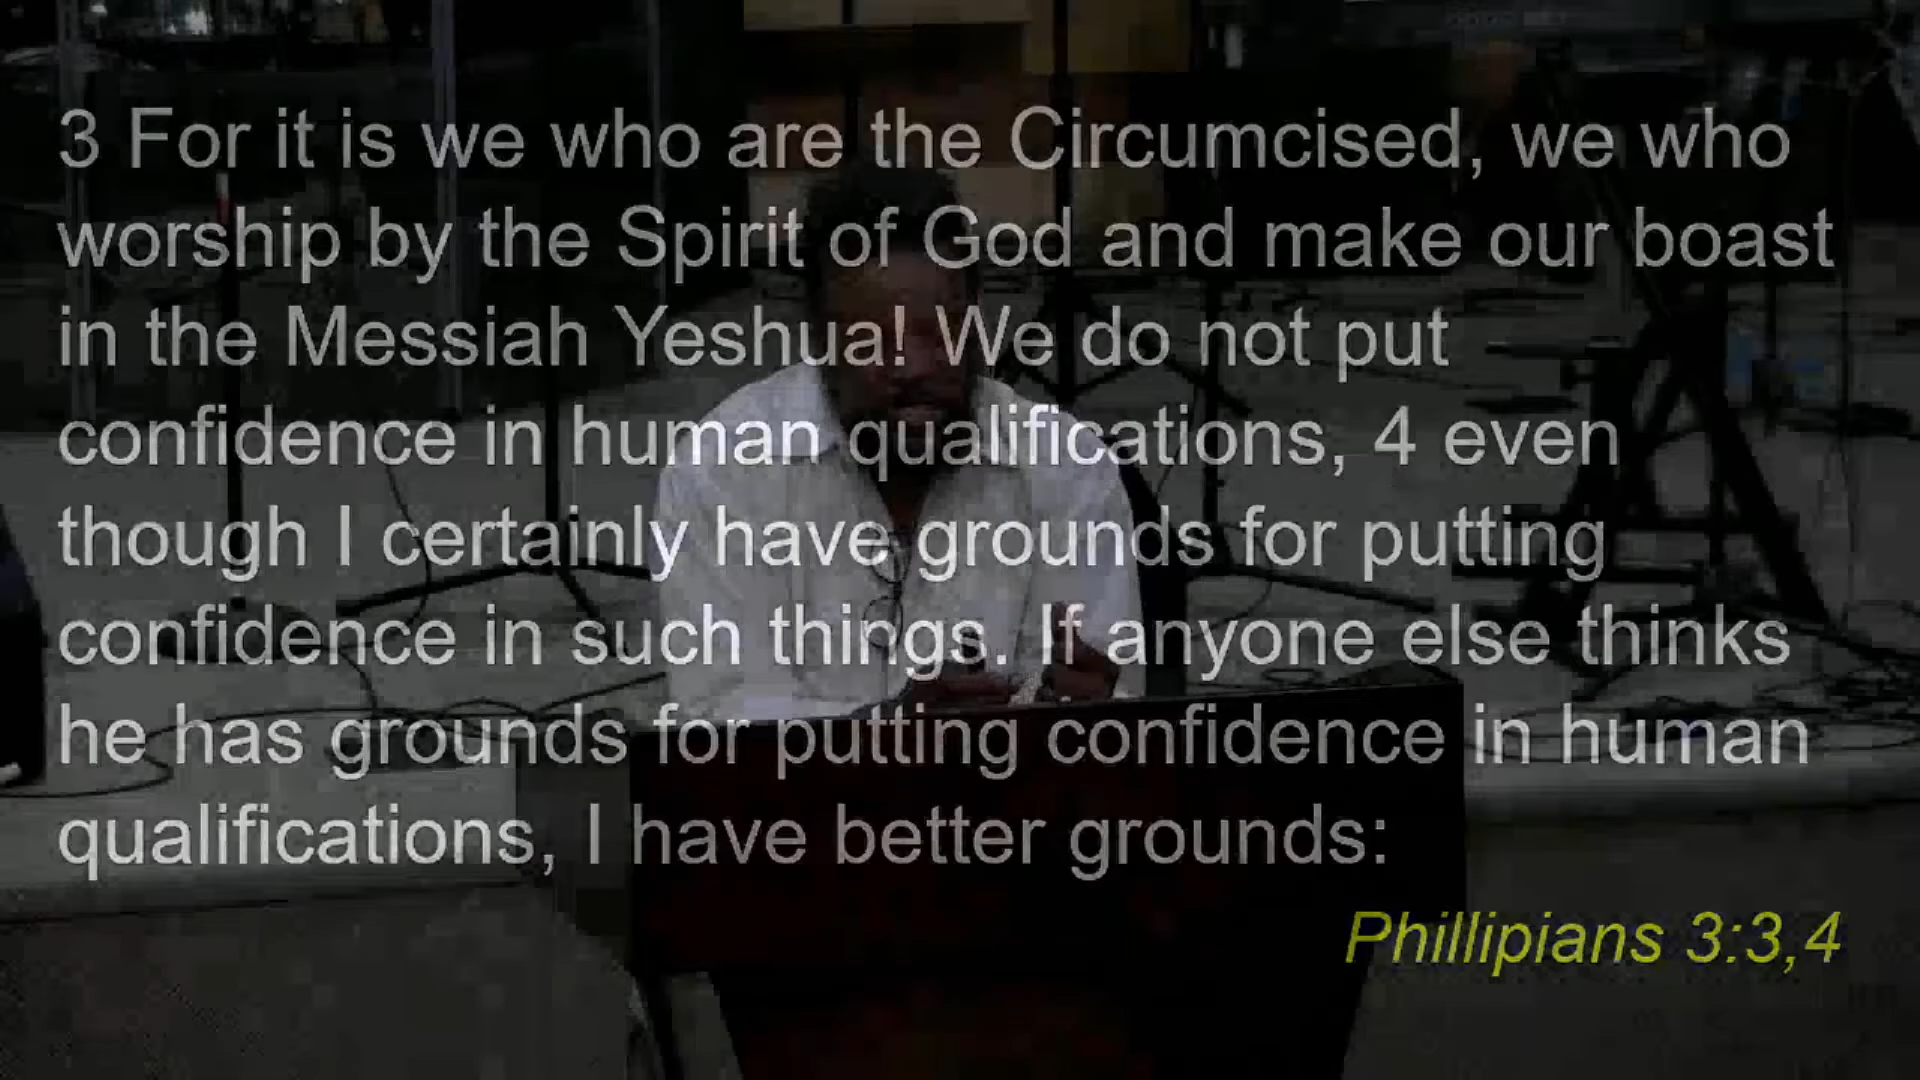 3 For it is we who are the Circumcised, we who
worship by the Spirit of God and make our boast
in the Messiah Yeshua! We do not put
confidence in human qualifications, 4 even
though I certainly have grounds for putting
confidence in such things. If anyone else thinks
he has grounds for putting confidence in human
qualifications, I have better grounds:
Phillipians 3:3,4